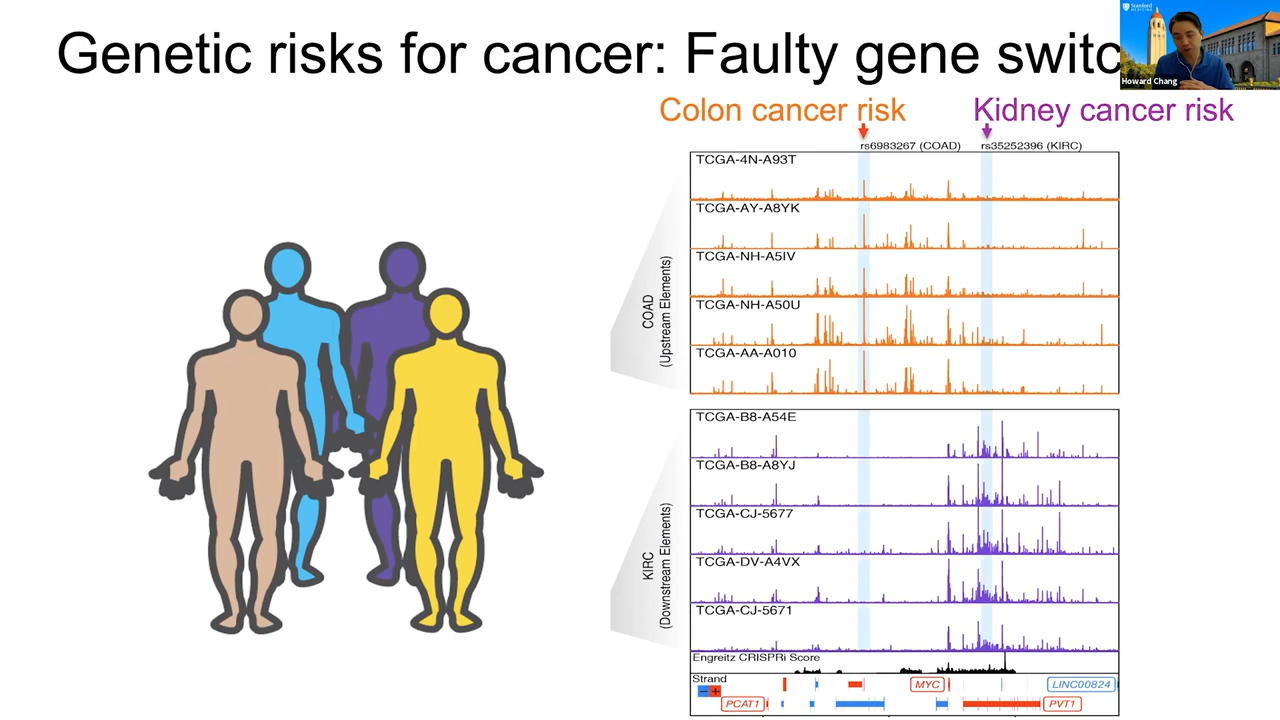 Genetic risks for cancer: Faulty gene switc
Stanford
MEDICINE
Howard Chang
Colon cancer risk
Kidney cancer risk
rs6983267 (COAD)
rs35252396 (KIRC)
TCGA-4N-A93T
TCGA-AY-A8YK
TCGA-NH-A5IV
TCGA-NH-A50U
TCGA-AA-A010
COAD
(Upstream Elements)
TCGA-B8-A54E
TCGA-B8-A8YJ
TCGA-CJ-5677
TCGA-DV-A4VX
TCGA-CJ-5671
KIRC
(Downstream Elements)
Engreitz CRISPRi Score
Strand
− +
MYC
LINC00824
PCAT1
PVT1